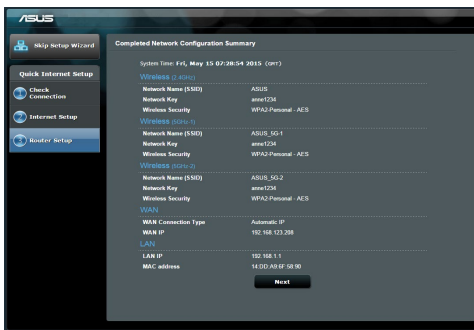 ASUS
Skip Setup Wizard
Quick Internet Setup
1 Check Connection
2 Internet Setup
3 Router Setup
Completed Network Configuration Summary
System Time: Fri, May 15 07:28:54 2015 (GMT)
Wireless (2.4GHz)
Network Name (SSID) ASUS
Network Key anne1234
Wireless Security WPA2-Personal - AES
Wireless (5GHz-1)
Network Name (SSID) ASUS_5G-1
Network Key anne1234
Wireless Security WPA2-Personal - AES
Wireless (5GHz-2)
Network Name (SSID) ASUS_5G-2
Network Key anne1234
Wireless Security WPA2-Personal - AES
WAN
WAN Connection Type Automatic IP
WAN IP 192.168.123.208
LAN
LAN IP 192.168.1.1
MAC address 14:DD:A9:6F:58:90
Next